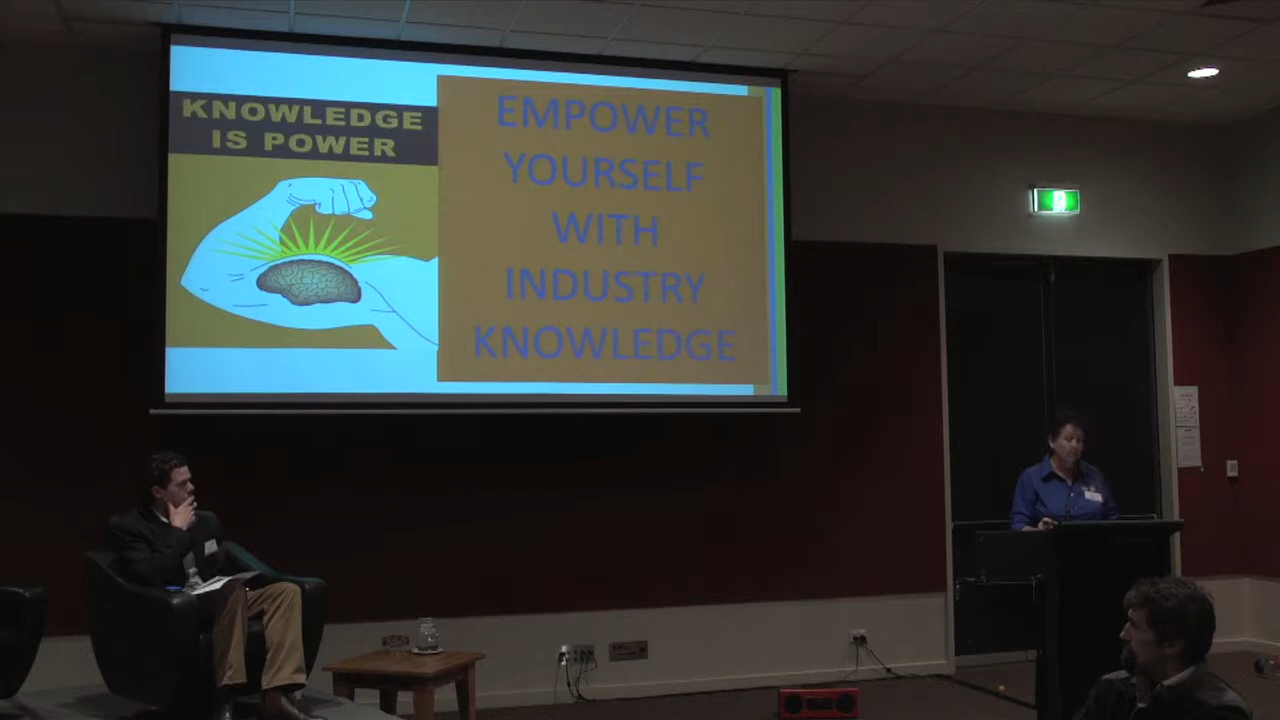 KNOWLEDGE
IS POWER
EMPOWER
YOURSELF
WITH
INDUSTRY
KNOWLEDGE